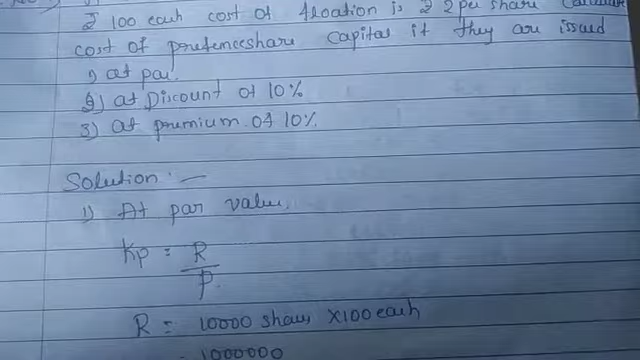 ₹ 100 each cost of floation is ₹ 2 per share
cost of prefenceshare Capital if they are issued
1) at par.
2) at Discount of 10%
3) at premium of 10%.
Solution :-
1) At par value.
Kp = R
P.
R = 10000 shares X100 each
= 1000000